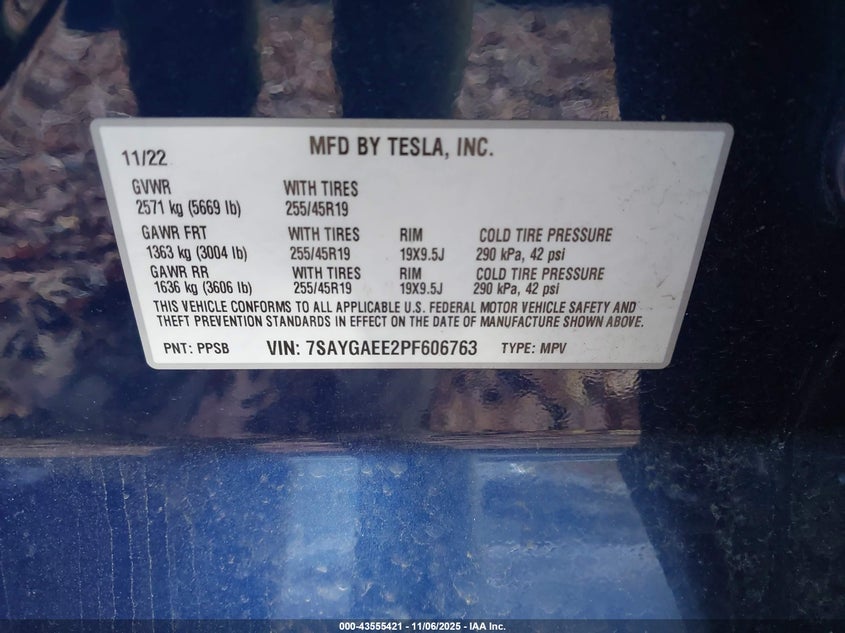 11/22 MFD BY TESLA, INC.
GVWR WITH TIRES
2571 kg (5669 lb) 255/45R19
GAWR FRT WITH TIRES RIM COLD TIRE PRESSURE
1363 kg (3004 lb) 255/45R19 19X9.5J 290 kPa, 42 psi
GAWR RR WITH TIRES RIM COLD TIRE PRESSURE
1636 kg (3606 lb) 255/45R19 19X9.5J 290 kPa, 42 psi
THIS VEHICLE CONFORMS TO ALL APPLICABLE U.S. FEDERAL MOTOR VEHICLE SAFETY AND
THEFT PREVENTION STANDARDS IN EFFECT ON THE DATE OF MANUFACTURE SHOWN ABOVE.
PNT: PPSB VIN: 7SAYGAEE2PF606763 TYPE: MPV
000-43555421 - 11/06/2025 - IAA Inc.